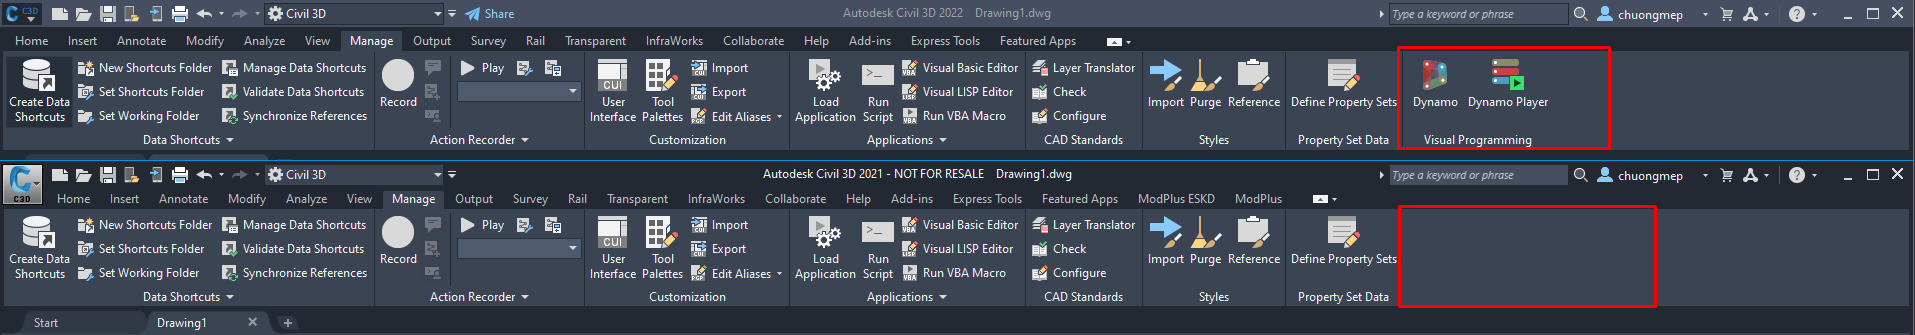 C3D Civil 3D Share Autodesk Civil 3D 2022 Drawing1.dwg Type a keyword or phrase chuongmep
Home Insert Annotate Modify Analyze View Manage Output Survey Rail Transparent InfraWorks Collaborate Help Add-ins Express Tools Featured Apps
New Shortcuts Folder Manage Data Shortcuts Play Import Visual Basic Editor Layer Translator
Set Shortcuts Folder Validate Data Shortcuts Export Visual LISP Editor Check
Create Data Record User Tool Load Run Import Purge Reference Define Property Sets Dynamo Dynamo Player
Shortcuts Set Working Folder Synchronize References Interface Palettes Edit Aliases Application Script Run VBA Macro Configure
Data Shortcuts Action Recorder Customization Applications CAD Standards Styles Property Set Data Visual Programming
C3D Civil 3D Autodesk Civil 3D 2021 - NOT FOR RESALE Drawing1.dwg Type a keyword or phrase chuongmep
Home Insert Annotate Modify Analyze View Manage Output Survey Rail Transparent InfraWorks Collaborate Help Add-ins Express Tools Featured Apps ModPlus ESKD ModPlus
New Shortcuts Folder Manage Data Shortcuts Play Import Visual Basic Editor Layer Translator
Set Shortcuts Folder Validate Data Shortcuts Export Visual LISP Editor Check
Create Data Record User Tool Load Run Import Purge Reference Define Property Sets
Shortcuts Set Working Folder Synchronize References Interface Palettes Edit Aliases Application Script Run VBA Macro Configure
Data Shortcuts Action Recorder Customization Applications CAD Standards Styles Property Set Data
Start Drawing1